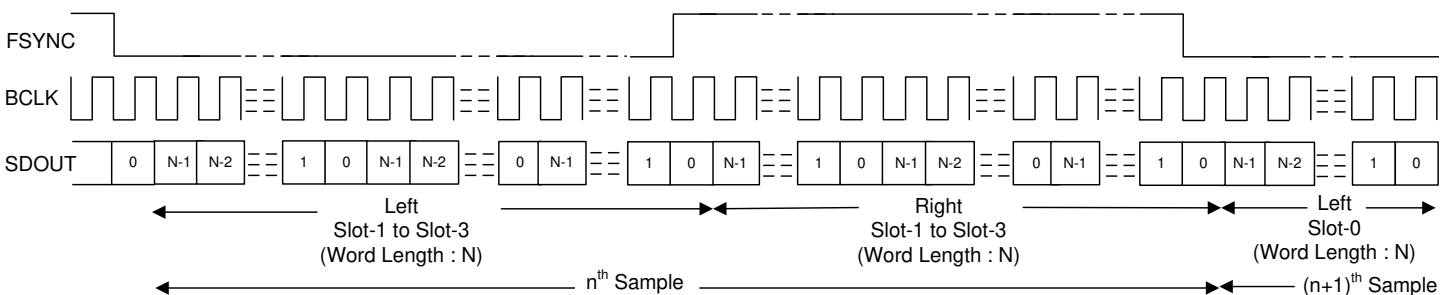 FSYNC
BCLK
SDOUT 0 N-1 N-2 1 0 N-1 N-2 0 N-1 1 0 N-1 1 0 N-1 N-2 0 N-1 1 0 N-1 N-2 1 0
Left Right Left
Slot-1 to Slot-3 Slot-1 to Slot-3 Slot-0
(Word Length : N) (Word Length : N) (Word Length : N)
nth Sample (n+1)th Sample